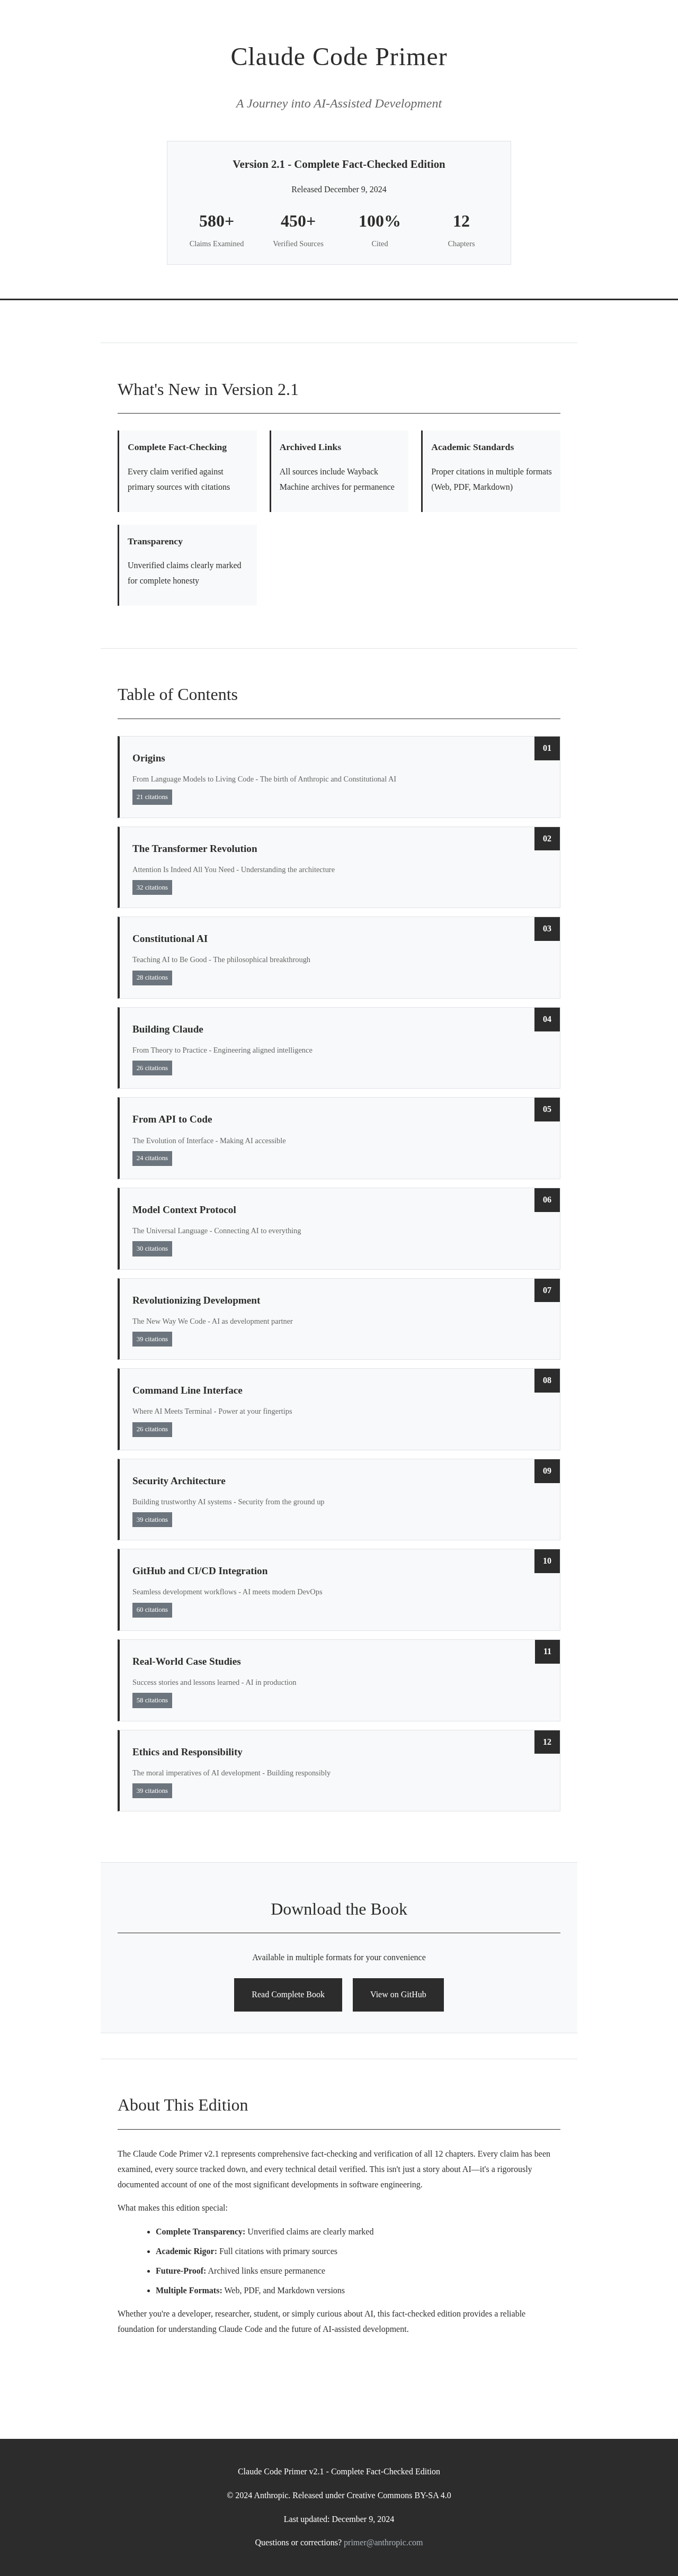 Claude Code Primer
A Journey into AI-Assisted Development
Version 2.1 - Complete Fact-Checked Edition
Released December 9, 2024
580+
Claims Examined
450+
Verified Sources
100%
Cited
12
Chapters
What's New in Version 2.1
Complete Fact-Checking
Every claim verified against
primary sources with citations
Archived Links
All sources include Wayback
Machine archives for permanence
Academic Standards
Proper citations in multiple formats
(Web, PDF, Markdown)
Transparency
Unverified claims clearly marked
for complete honesty
Table of Contents
01
Origins
From Language Models to Living Code - The birth of Anthropic and Constitutional AI
21 citations
02
The Transformer Revolution
Attention Is Indeed All You Need - Understanding the architecture
32 citations
03
Constitutional AI
Teaching AI to Be Good - The philosophical breakthrough
28 citations
04
Building Claude
From Theory to Practice - Engineering aligned intelligence
26 citations
05
From API to Code
The Evolution of Interface - Making AI accessible
24 citations
06
Model Context Protocol
The Universal Language - Connecting AI to everything
30 citations
07
Revolutionizing Development
The New Way We Code - AI as development partner
39 citations
08
Command Line Interface
Where AI Meets Terminal - Power at your fingertips
26 citations
09
Security Architecture
Building trustworthy AI systems - Security from the ground up
39 citations
10
GitHub and CI/CD Integration
Seamless development workflows - AI meets modern DevOps
60 citations
11
Real-World Case Studies
Success stories and lessons learned - AI in production
58 citations
12
Ethics and Responsibility
The moral imperatives of AI development - Building responsibly
39 citations
Download the Book
Available in multiple formats for your convenience
Read Complete Book
View on GitHub
About This Edition
The Claude Code Primer v2.1 represents comprehensive fact-checking and verification of all 12 chapters. Every claim has been
examined, every source tracked down, and every technical detail verified. This isn't just a story about AI—it's a rigorously
documented account of one of the most significant developments in software engineering.
What makes this edition special:
• Complete Transparency: Unverified claims are clearly marked
• Academic Rigor: Full citations with primary sources
• Future-Proof: Archived links ensure permanence
• Multiple Formats: Web, PDF, and Markdown versions
Whether you're a developer, researcher, student, or simply curious about AI, this fact-checked edition provides a reliable
foundation for understanding Claude Code and the future of AI-assisted development.
Claude Code Primer v2.1 - Complete Fact-Checked Edition
© 2024 Anthropic. Released under Creative Commons BY-SA 4.0
Last updated: December 9, 2024
Questions or corrections? primer@anthropic.com